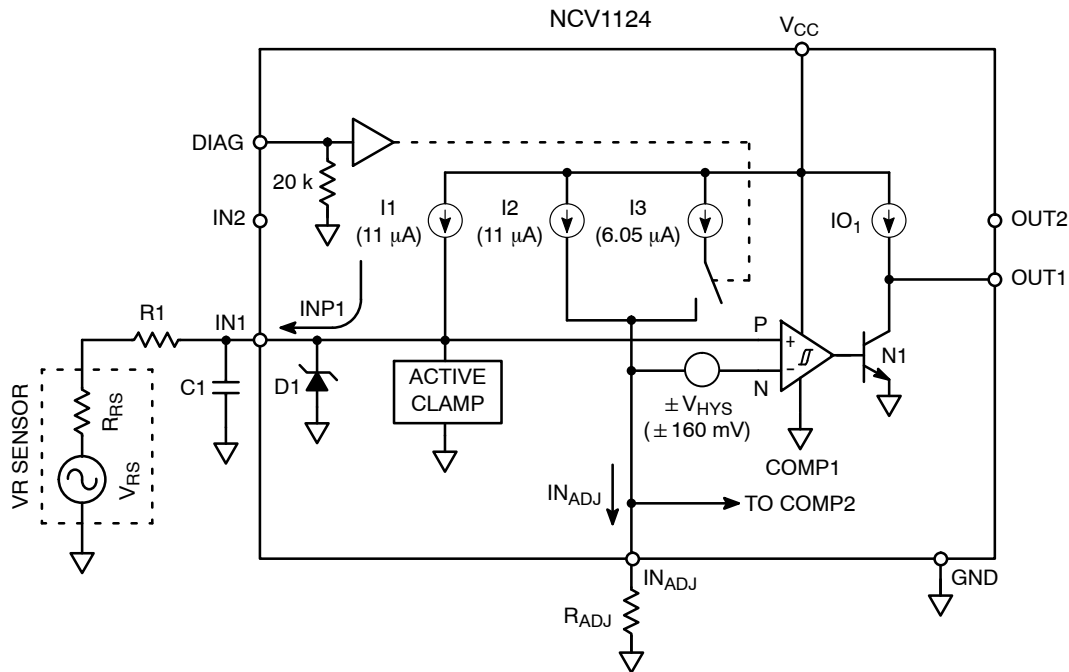 NCV1124
VCC
DIAG
20 k
IN2
I1
(11 μA)
I2
(11 μA)
I3
(6.05 μA)
IO1
OUT2
OUT1
INP1
R1
IN1
C1
D1
ACTIVE
CLAMP
P
+
−
N
N1
± VHYS
(± 160 mV)
COMP1
VR SENSOR
RRS
VRS
INADJ
TO COMP2
INADJ
GND
RADJ